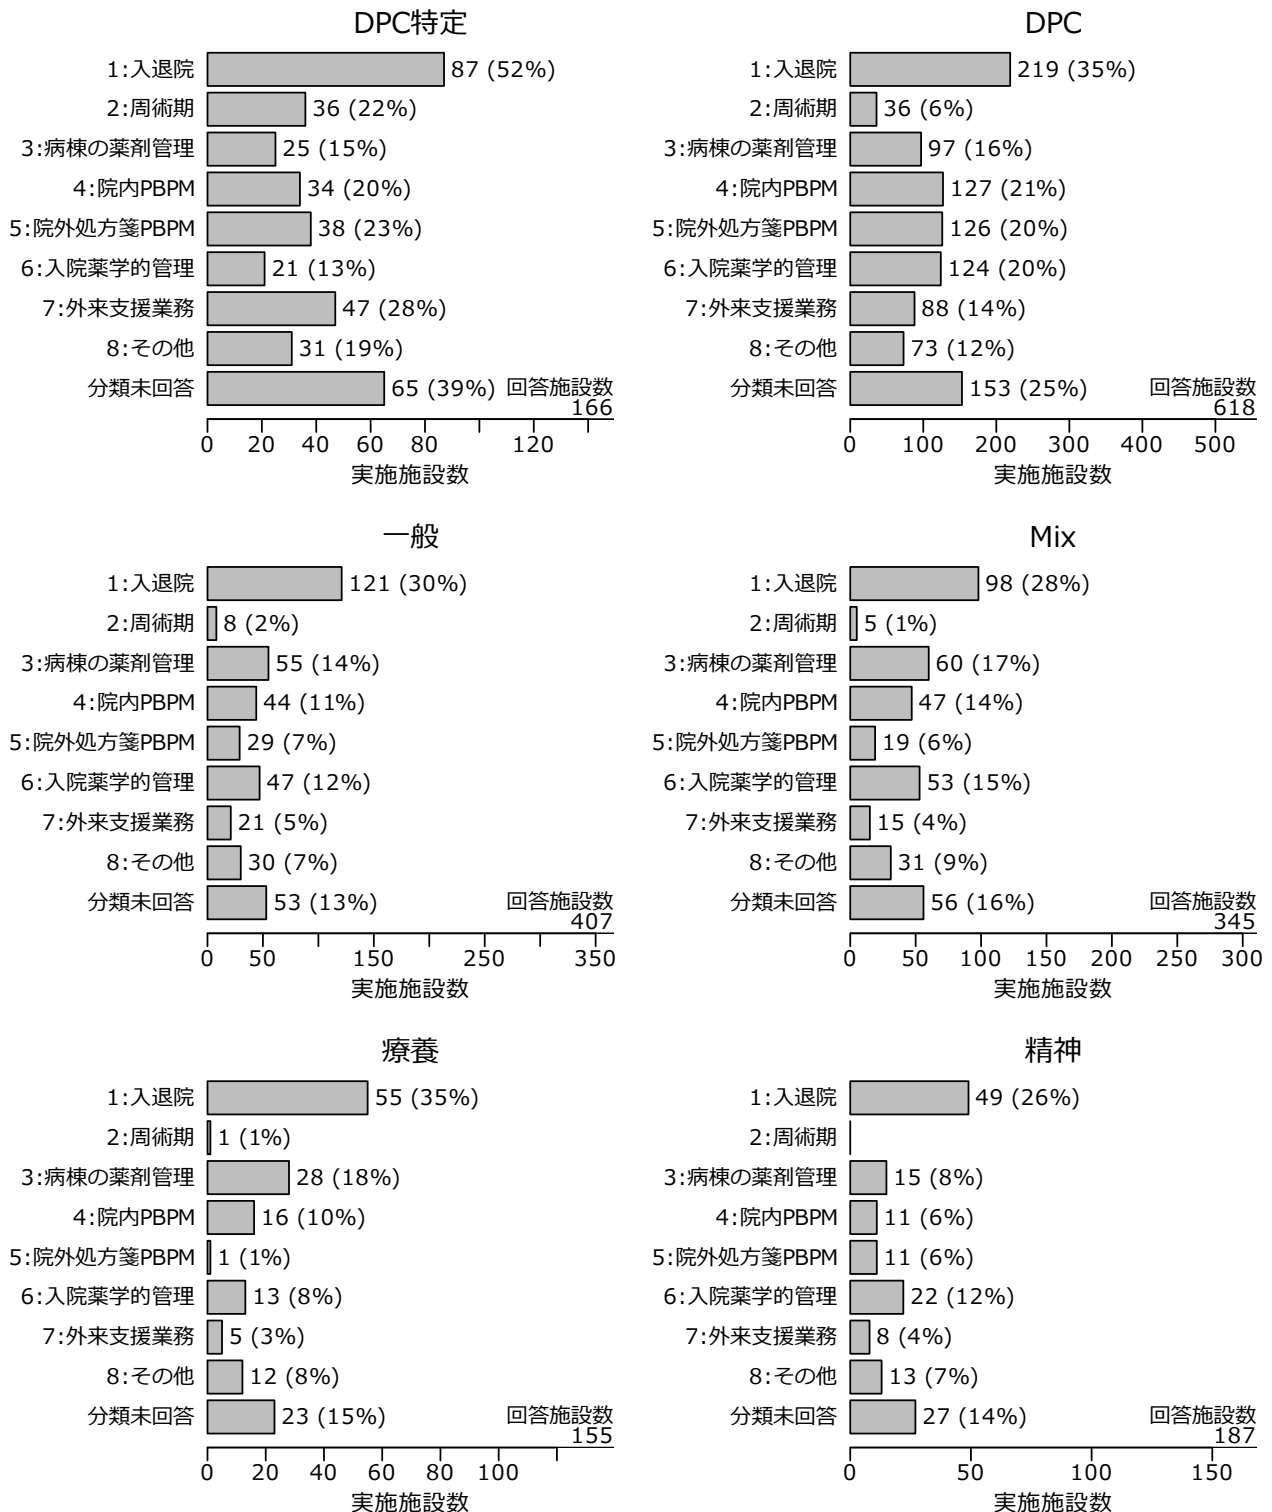 DPC特定
1:入退院 87 (52%)
2:周術期 36 (22%)
3:病棟の薬剤管理 25 (15%)
4:院内PBPM 34 (20%)
5:院外処方箋PBPM 38 (23%)
6:入院薬学的管理 21 (13%)
7:外来支援業務 47 (28%)
8:その他 31 (19%)
分類未回答 65 (39%) 回答施設数
166
0 20 40 60 80 120
実施施設数
DPC
1:入退院 219 (35%)
2:周術期 36 (6%)
3:病棟の薬剤管理 97 (16%)
4:院内PBPM 127 (21%)
5:院外処方箋PBPM 126 (20%)
6:入院薬学的管理 124 (20%)
7:外来支援業務 88 (14%)
8:その他 73 (12%)
分類未回答 153 (25%) 回答施設数
618
0 100 200 300 400 500
実施施設数
一般
1:入退院 121 (30%)
2:周術期 8 (2%)
3:病棟の薬剤管理 55 (14%)
4:院内PBPM 44 (11%)
5:院外処方箋PBPM 29 (7%)
6:入院薬学的管理 47 (12%)
7:外来支援業務 21 (5%)
8:その他 30 (7%)
分類未回答 53 (13%) 回答施設数
407
0 50 150 250 350
実施施設数
Mix
1:入退院 98 (28%)
2:周術期 5 (1%)
3:病棟の薬剤管理 60 (17%)
4:院内PBPM 47 (14%)
5:院外処方箋PBPM 19 (6%)
6:入院薬学的管理 53 (15%)
7:外来支援業務 15 (4%)
8:その他 31 (9%)
分類未回答 56 (16%) 回答施設数
345
0 50 100 150 200 250 300
実施施設数
療養
1:入退院 55 (35%)
2:周術期 1 (1%)
3:病棟の薬剤管理 28 (18%)
4:院内PBPM 16 (10%)
5:院外処方箋PBPM 1 (1%)
6:入院薬学的管理 13 (8%)
7:外来支援業務 5 (3%)
8:その他 12 (8%)
分類未回答 23 (15%) 回答施設数
155
0 20 40 60 80 100
実施施設数
精神
1:入退院 49 (26%)
2:周術期
3:病棟の薬剤管理 15 (8%)
4:院内PBPM 11 (6%)
5:院外処方箋PBPM 11 (6%)
6:入院薬学的管理 22 (12%)
7:外来支援業務 8 (4%)
8:その他 13 (7%)
分類未回答 27 (14%) 回答施設数
187
0 50 100 150
実施施設数